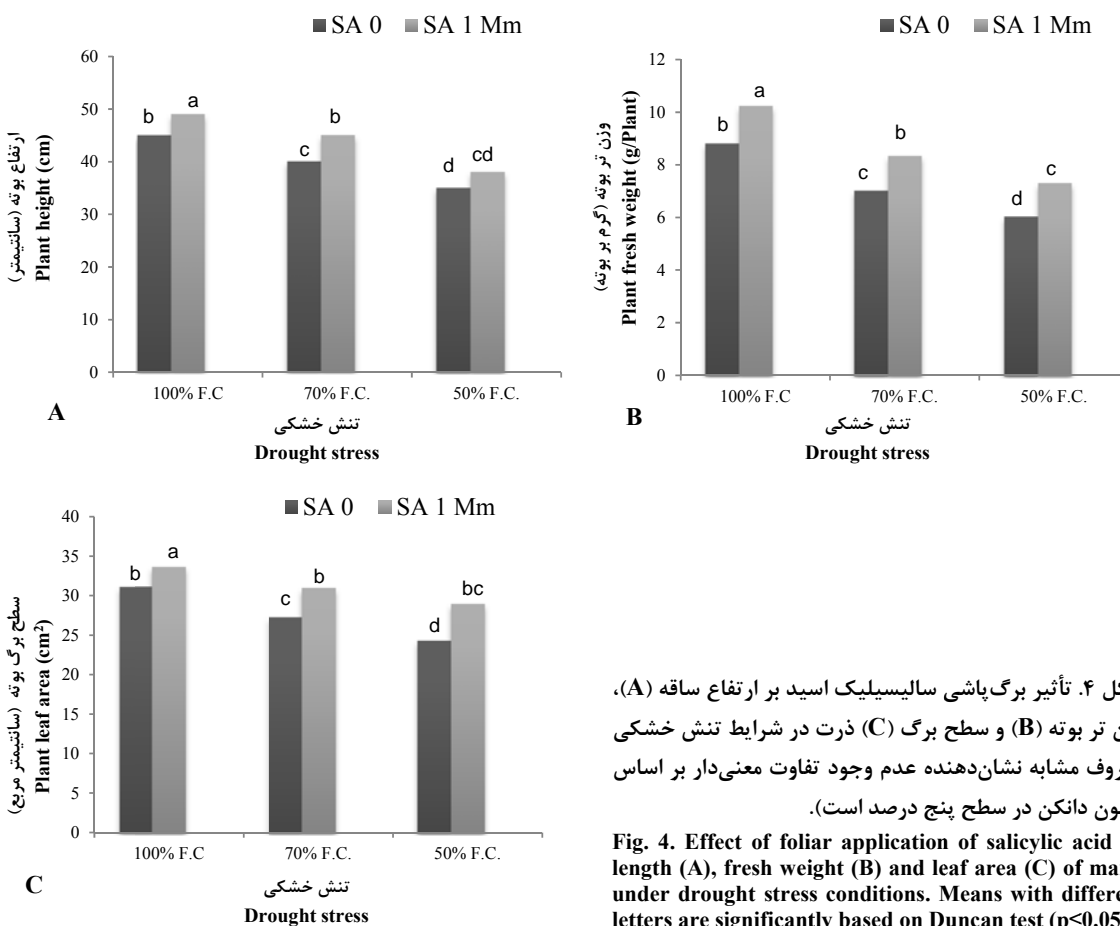 SA 0 SA 1 Mm
60
50
40
30
20
10
0
b a
c b
d cd
100% F.C 70% F.C. 50% F.C.
ارتفاع بوته (سانتیمتر)
Plant height (cm)
A
تنش خشکی
Drought stress
SA 0 SA 1 Mm
12
10
8
6
4
2
0
b a
c b
d c
100% F.C 70% F.C. 50% F.C.
وزن تر بوته (گرم بر بوته)
Plant fresh weight (g/Plant)
B
تنش خشکی
Drought stress
SA 0 SA 1 Mm
40
35
30
25
20
15
10
5
0
b a
c b
d bc
100% F.C 70% F.C. 50% F.C.
سطح برگ بوته (سانتیمتر مربع)
Plant leaf area (cm²)
C
تنش خشکی
Drought stress
۴. تأثیر برگ‌پاشی سالیسیلیک اسید بر ارتفاع ساقه (A)،
تر بوته (B) و سطح برگ (C) ذرت در شرایط تنش خشکی
مشابه نشان‌دهنده عدم وجود تفاوت معنی‌دار بر اساس
دانکن در سطح پنج درصد است).
Fig. 4. Effect of foliar application of salicylic acid
length (A), fresh weight (B) and leaf area (C) of
under drought stress conditions. Means with
letters are significantly based on Duncan test (p<0.05